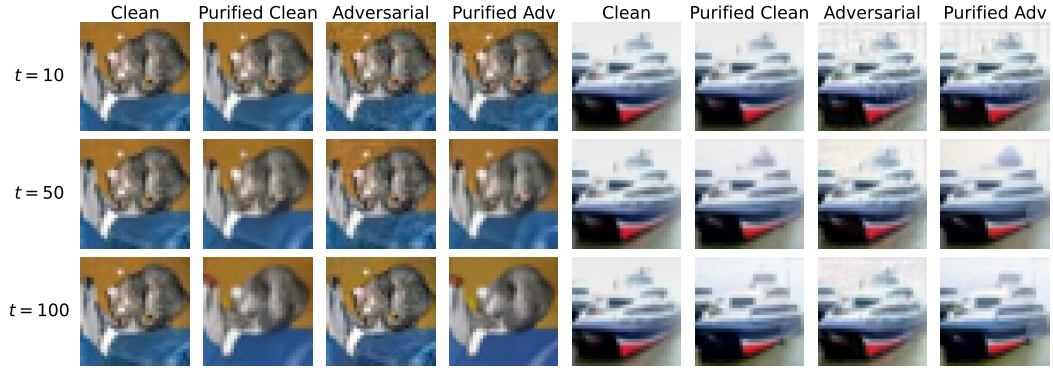 Clean Purified Clean Adversarial Purified Adv Clean Purified Clean Adversarial Purified Adv
t = 10
t = 50
t = 100